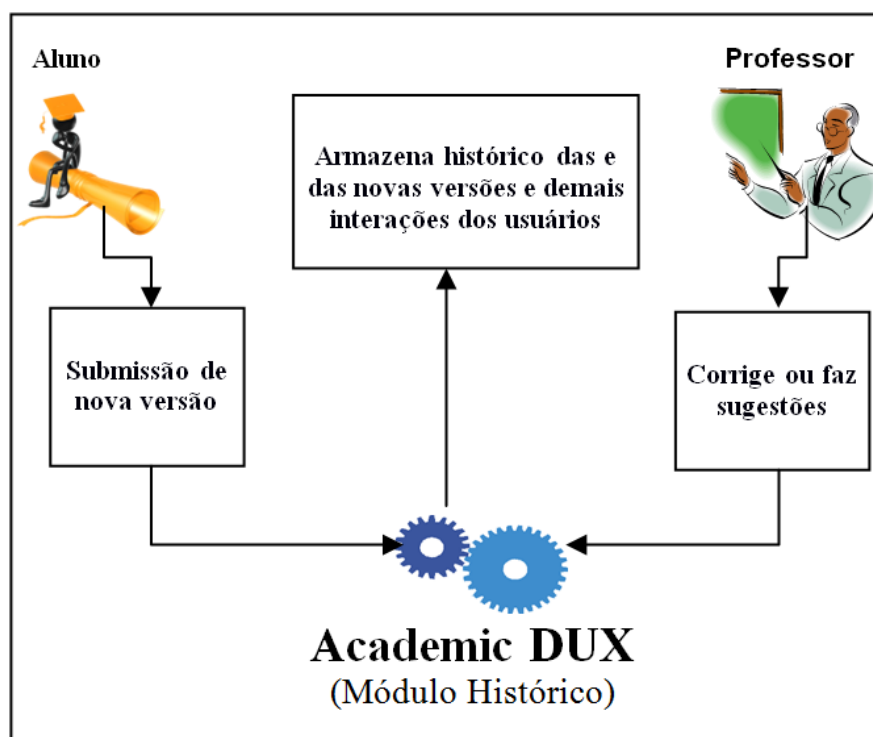 Aluno
Professor
Armazena histórico das e
das novas versões e demais
interações dos usuários
Submissão de
nova versão
Corrige ou faz
sugestões
Academic DUX
(Módulo Histórico)